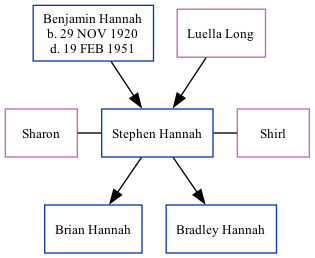 Benjamin Hannah
b. 29 NOV 1920
d. 19 FEB 1951
Luella Long
Sharon
Stephen Hannah
Shirl
Brian Hannah
Bradley Hannah